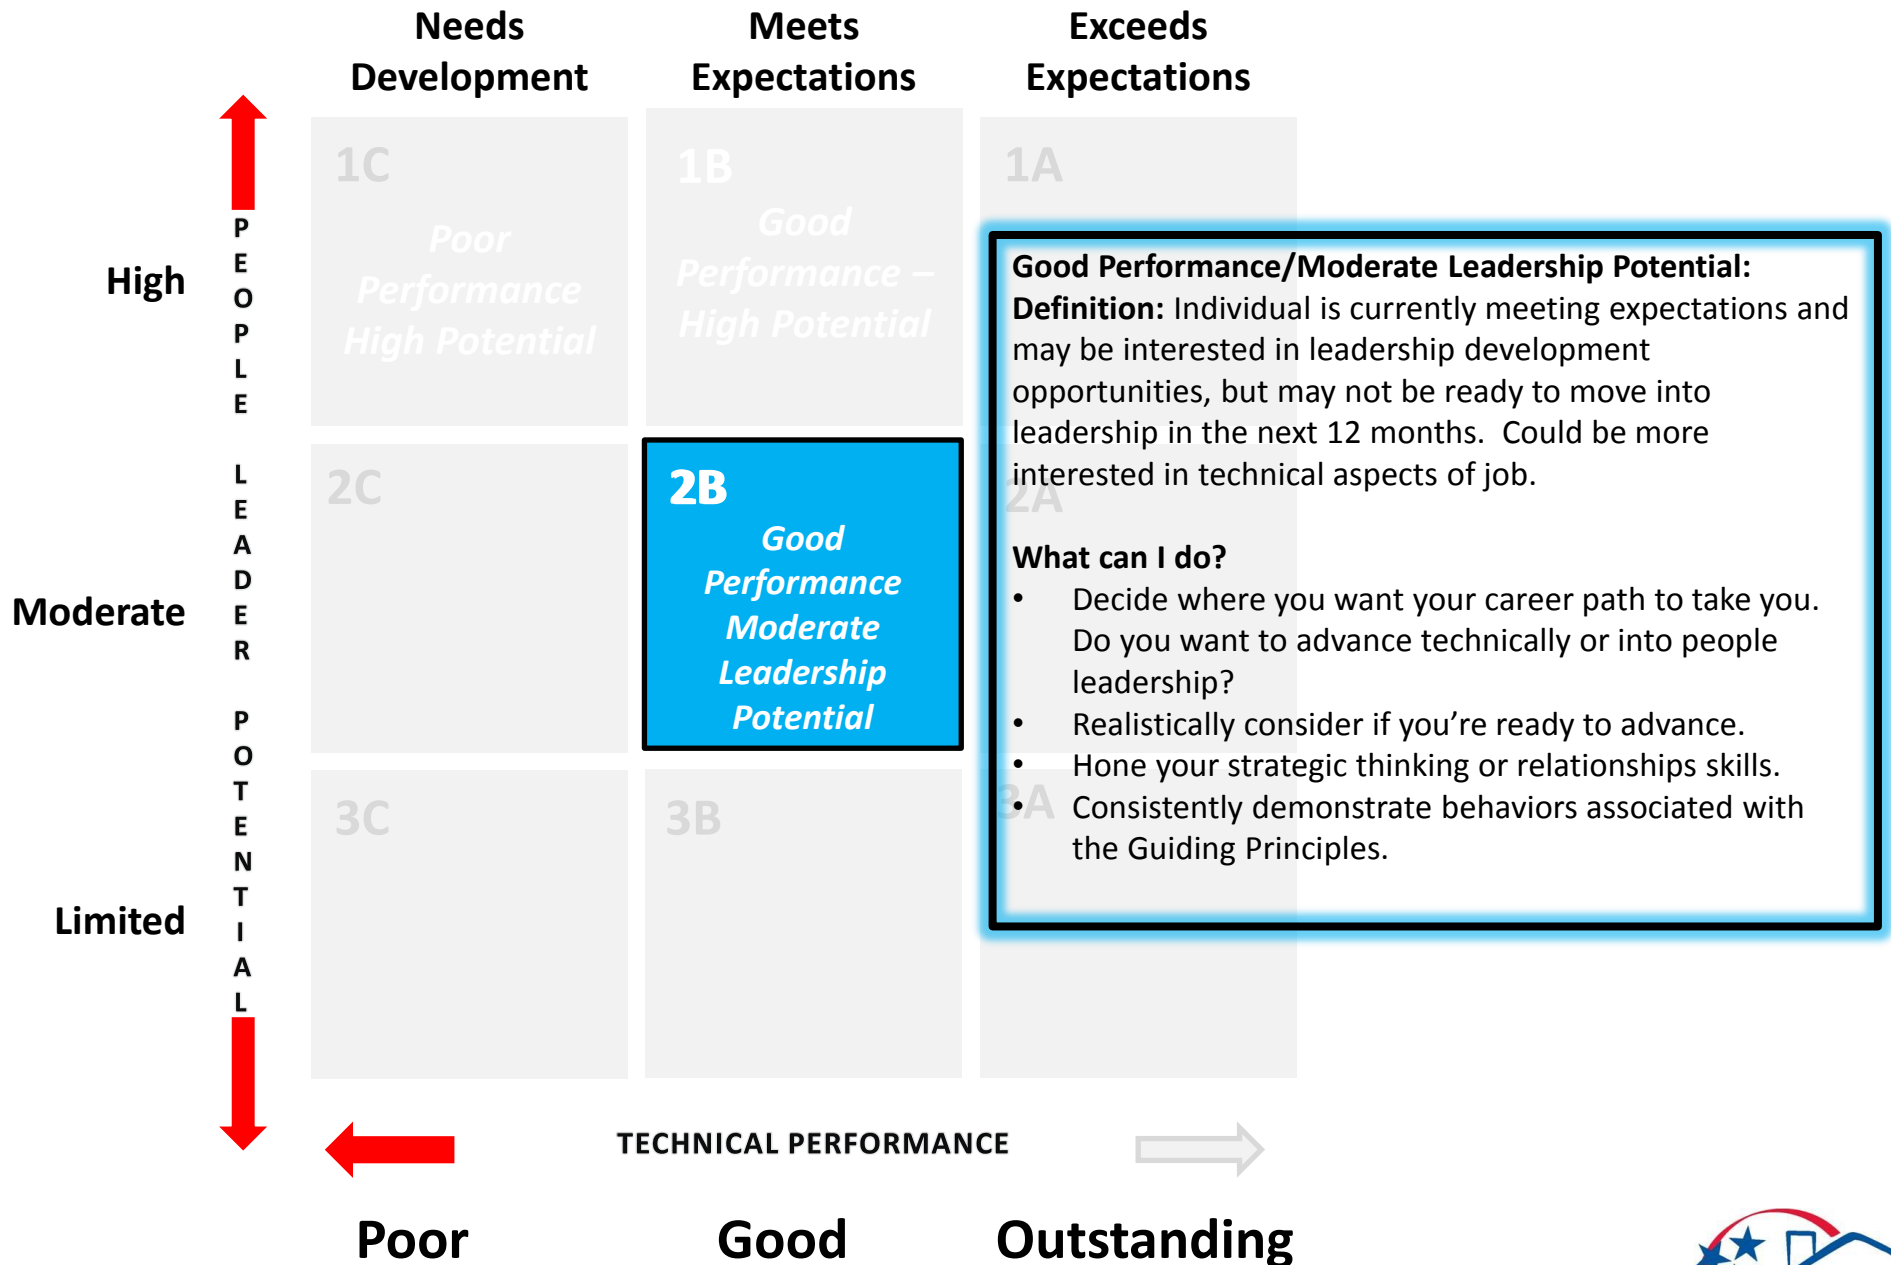 Needs
Development
Meets
Expectations
Exceeds
Expectations
High
Moderate
Limited
PEOPLE LEADER POTENTIAL
1C
Poor
Performance
High Potential
1B
Good
Performance –
High Potential
1A
2C
2B
Good
Performance
Moderate
Leadership
Potential
2A
3C
3B
3A
Good Performance/Moderate Leadership Potential:
Definition: Individual is currently meeting expectations and
may be interested in leadership development
opportunities, but may not be ready to move into
leadership in the next 12 months.  Could be more
interested in technical aspects of job.
What can I do?
• Decide where you want your career path to take you.
Do you want to advance technically or into people
leadership?
• Realistically consider if you’re ready to advance.
• Hone your strategic thinking or relationships skills.
• Consistently demonstrate behaviors associated with
the Guiding Principles.
TECHNICAL PERFORMANCE
Poor
Good
Outstanding